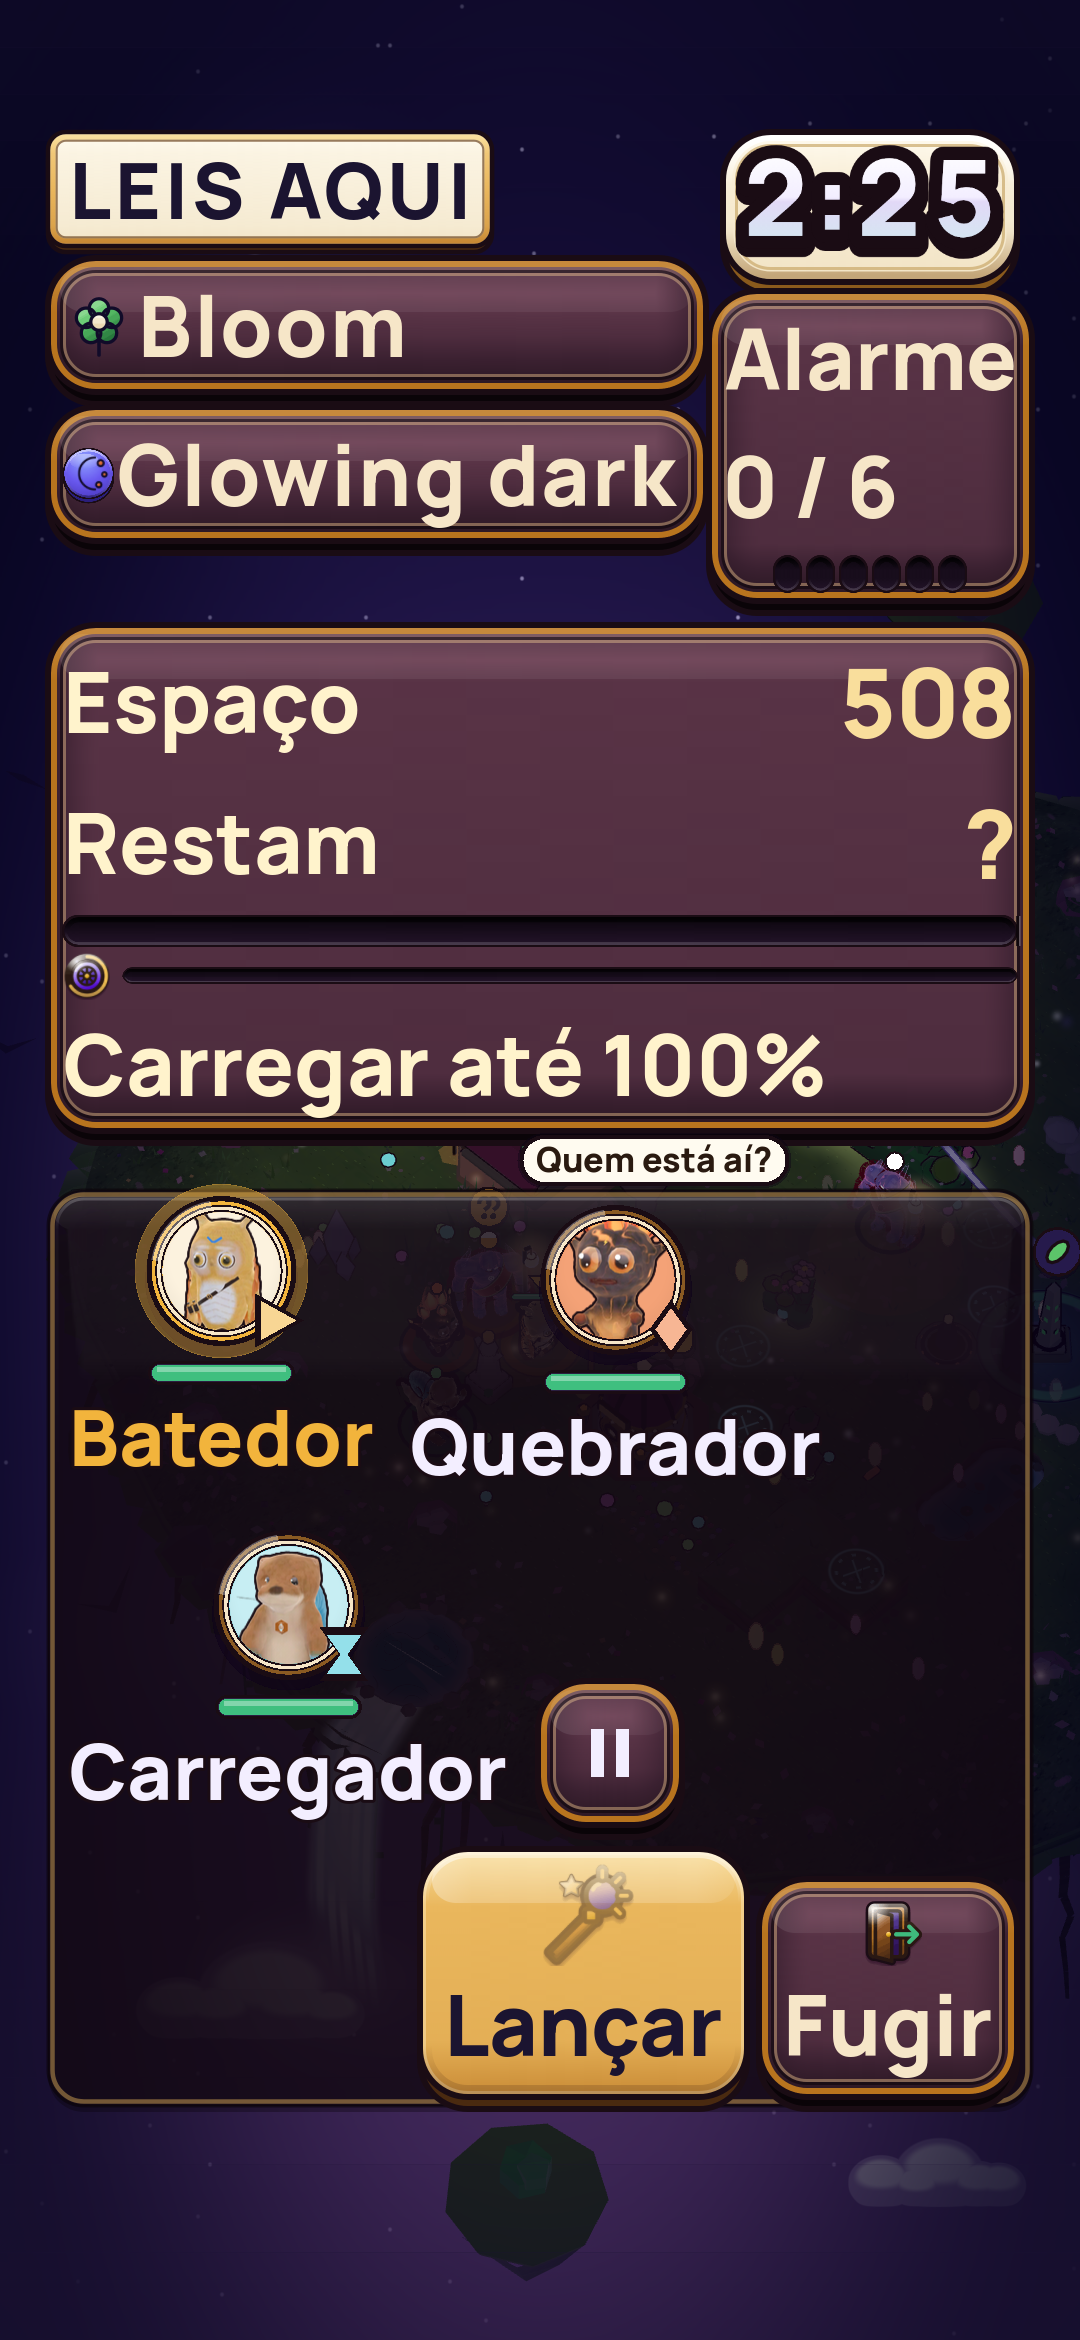 LEIS AQUI
2:25
Bloom
Glowing dark
Alarme
0 / 6
Espaço 508
Restam ?
Carregar até 100%
Quem está aí?
Batedor
Quebrador
Carregador
Lançar
Fugir